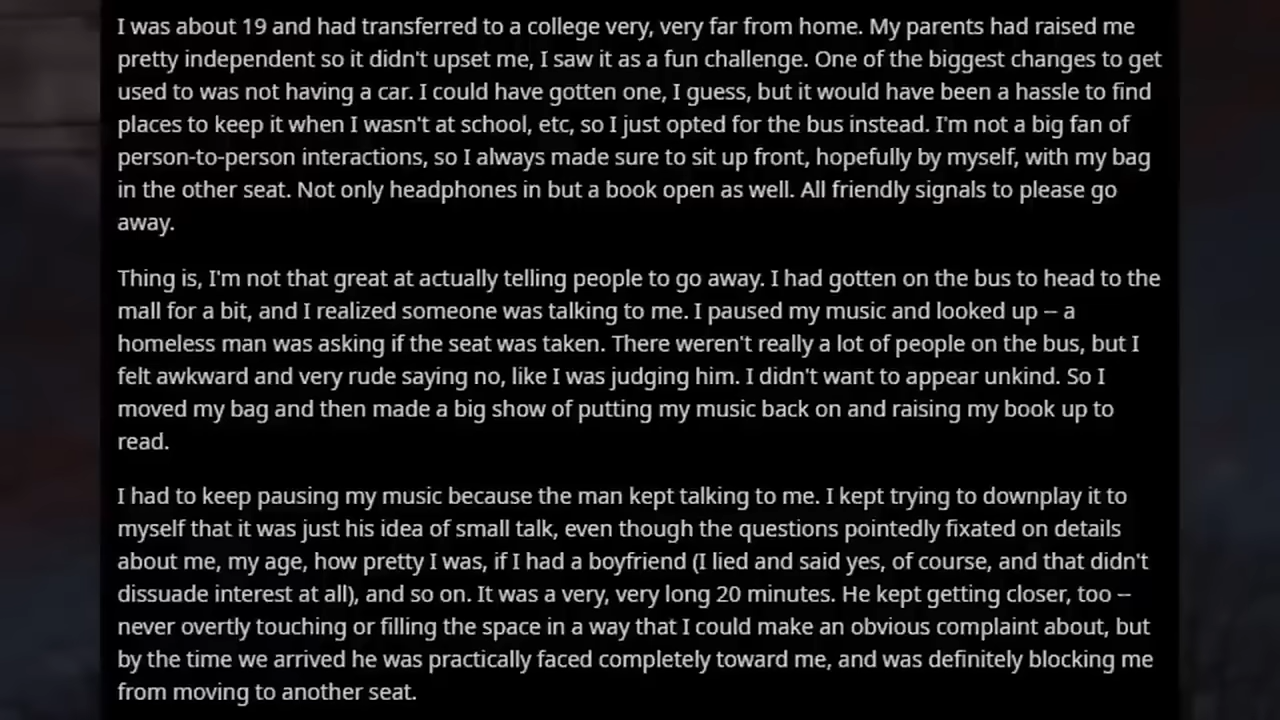 I was about 19 and had transferred to a college very, very far from home. My parents had raised me
pretty independent so it didn't upset me, I saw it as a fun challenge. One of the biggest changes to get
used to was not having a car. I could have gotten one, I guess, but it would have been a hassle to find
places to keep it when I wasn't at school, etc, so I just opted for the bus instead. I'm not a big fan of
person-to-person interactions, so I always made sure to sit up front, hopefully by myself, with my bag
in the other seat. Not only headphones in but a book open as well. All friendly signals to please go
away.
Thing is, I'm not that great at actually telling people to go away. I had gotten on the bus to head to the
mall for a bit, and I realized someone was talking to me. I paused my music and looked up -- a
homeless man was asking if the seat was taken. There weren't really a lot of people on the bus, but I
felt awkward and very rude saying no, like I was judging him. I didn't want to appear unkind. So I
moved my bag and then made a big show of putting my music back on and raising my book up to
read.
I had to keep pausing my music because the man kept talking to me. I kept trying to downplay it to
myself that it was just his idea of small talk, even though the questions pointedly fixated on details
about me, my age, how pretty I was, if I had a boyfriend (I lied and said yes, of course, and that didn't
dissuade interest at all), and so on. It was a very, very long 20 minutes. He kept getting closer, too --
never overtly touching or filling the space in a way that I could make an obvious complaint about, but
by the time we arrived he was practically faced completely toward me, and was definitely blocking me
from moving to another seat.